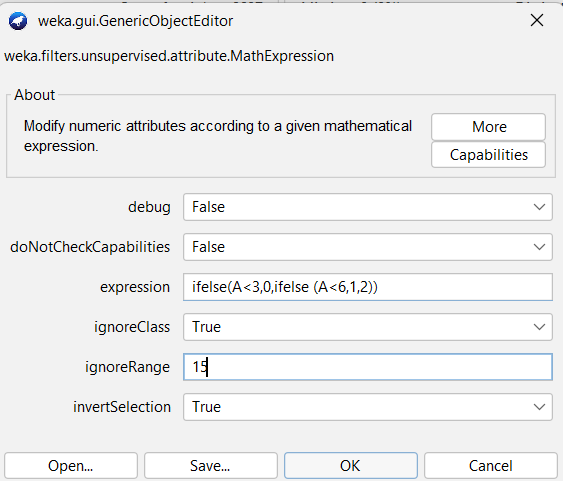 weka.gui.GenericObjectEditor
weka.filters.unsupervised.attribute.MathExpression
About
Modify numeric attributes according to a given mathematical
expression.
More
Capabilities
debug False
doNotCheckCapabilities False
expression ifelse(A<3,0,ifelse (A<6,1,2))
ignoreClass True
ignoreRange 15
invertSelection True
Open... Save... OK Cancel